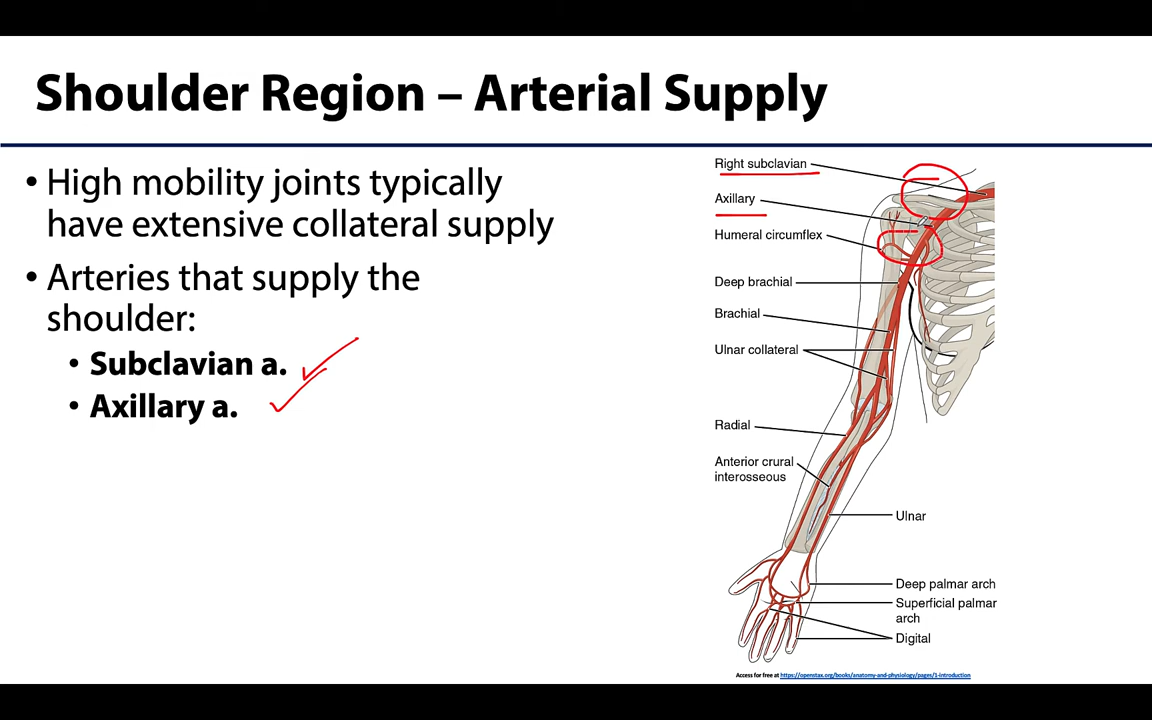 Shoulder Region – Arterial Supply
• High mobility joints typically
have extensive collateral supply
• Arteries that supply the
shoulder:
• Subclavian a.
• Axillary a.
Right subclavian
Axillary
Humeral circumflex
Deep brachial
Brachial
Ulnar collateral
Radial
Anterior crural
interosseous
Ulnar
Deep palmar arch
Superficial palmar
arch
Digital
Access for free at https://openstax.org/books/anatomy-and-physiology/pages/1-introduction